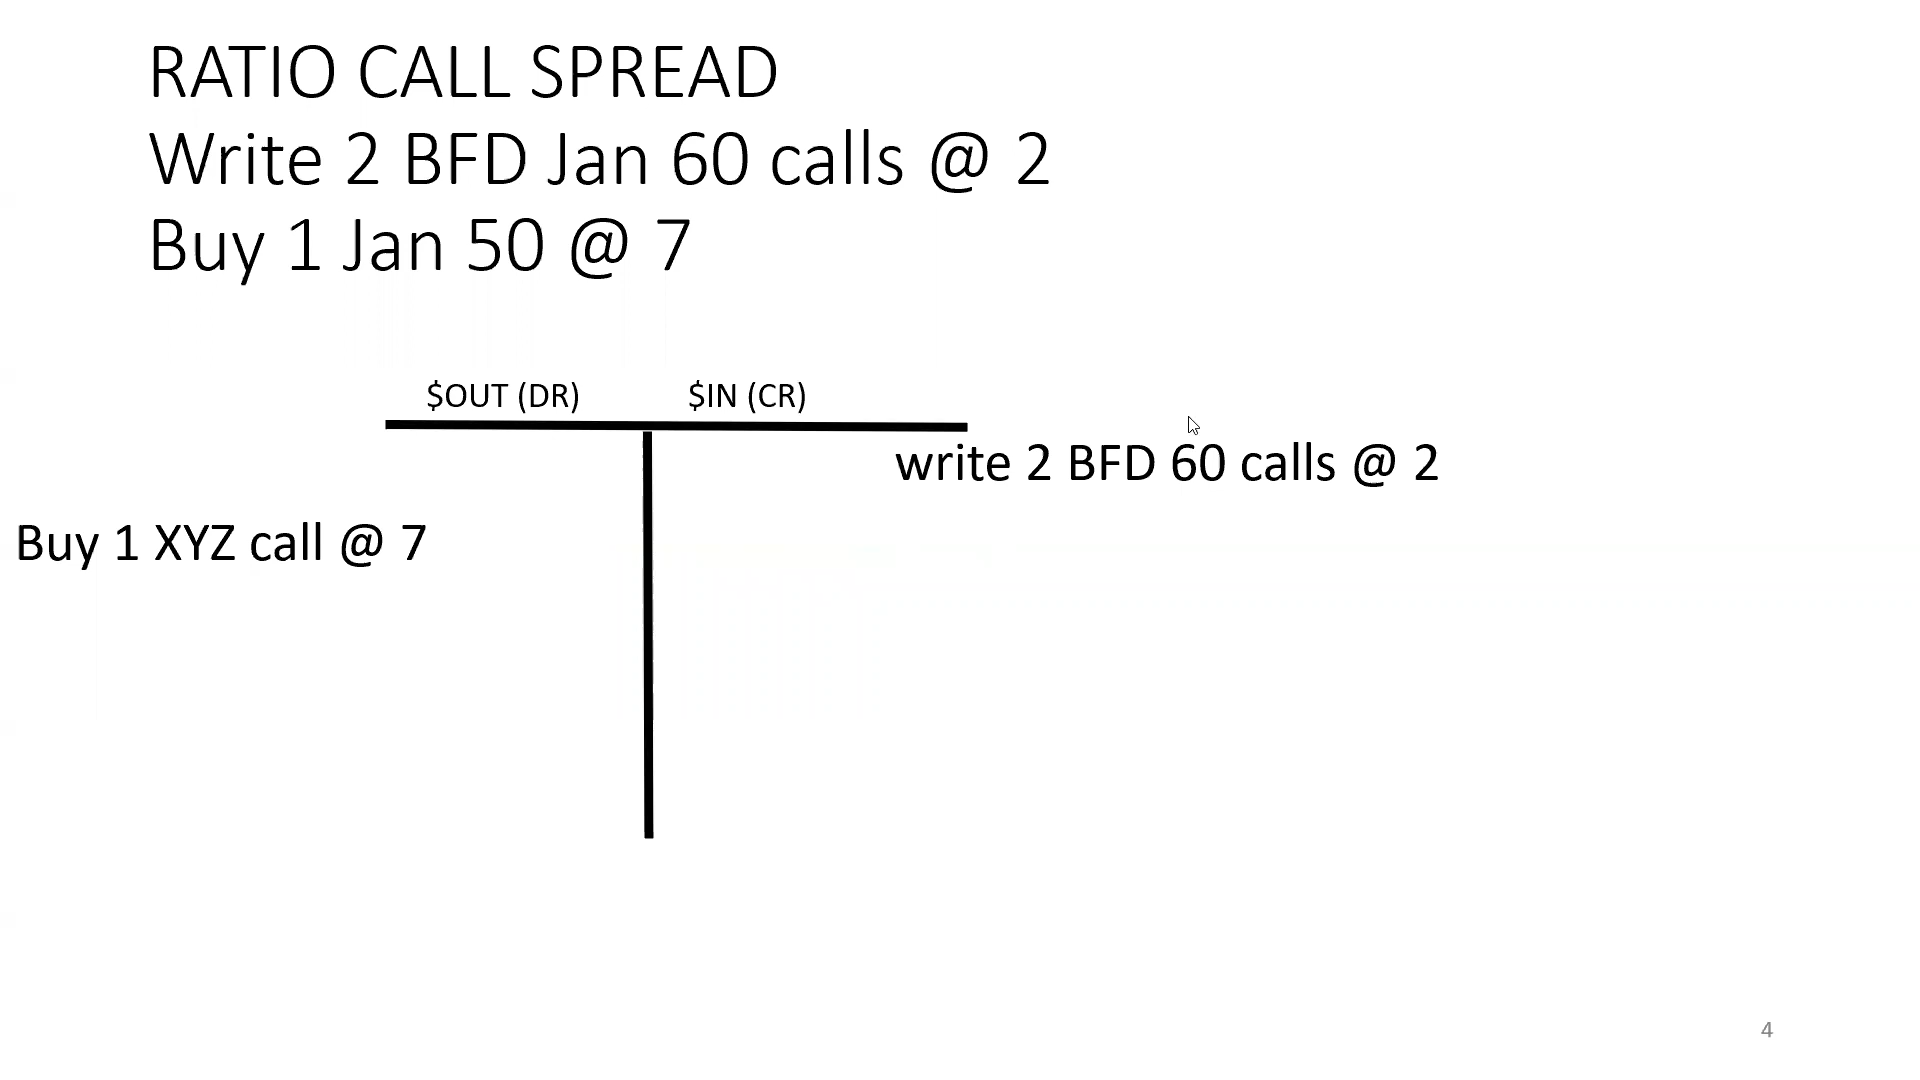 RATIO CALL SPREAD
Write 2 BFD Jan 60 calls @ 2
Buy 1 Jan 50 @ 7
$OUT (DR)
$IN (CR)
write 2 BFD 60 calls @ 2
Buy 1 XYZ call @ 7
4